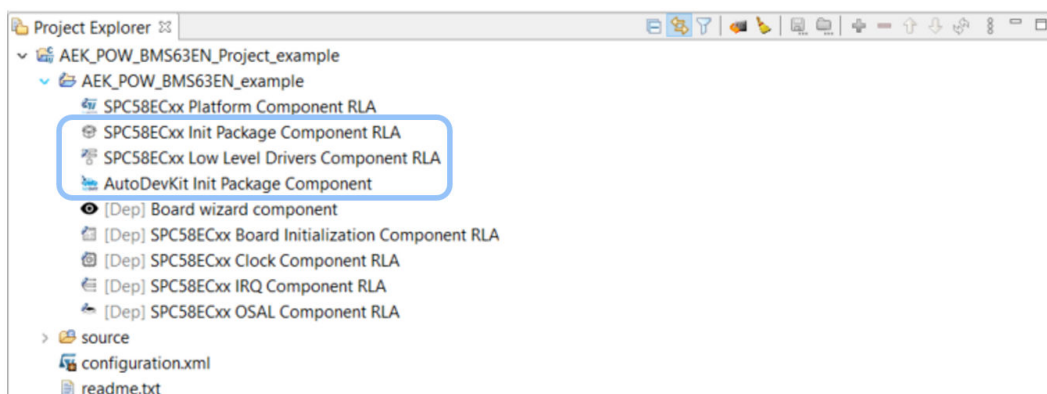 Project Explorer
AEK_POW_BMS63EN_Project_example
AEK_POW_BMS63EN_example
SPC58ECxx Platform Component RLA
SPC58ECxx Init Package Component RLA
SPC58ECxx Low Level Drivers Component RLA
AutoDevKit Init Package Component
[Dep] Board wizard component
[Dep] SPC58ECxx Board Initialization Component RLA
[Dep] SPC58ECxx Clock Component RLA
[Dep] SPC58ECxx IRQ Component RLA
[Dep] SPC58ECxx OSAL Component RLA
source
configuration.xml
readme.txt